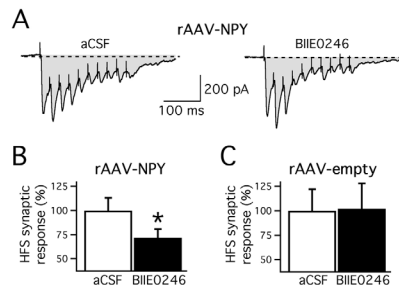 A
rAAV-NPY
aCSF
BIIE0246
200 pA
100 ms
B
rAAV-NPY
HFS synaptic
response (%)
125
100
75
50
*
aCSF BIIE0246
C
rAAV-empty
HFS synaptic
response (%)
125
100
75
50
aCSF BIIE0246